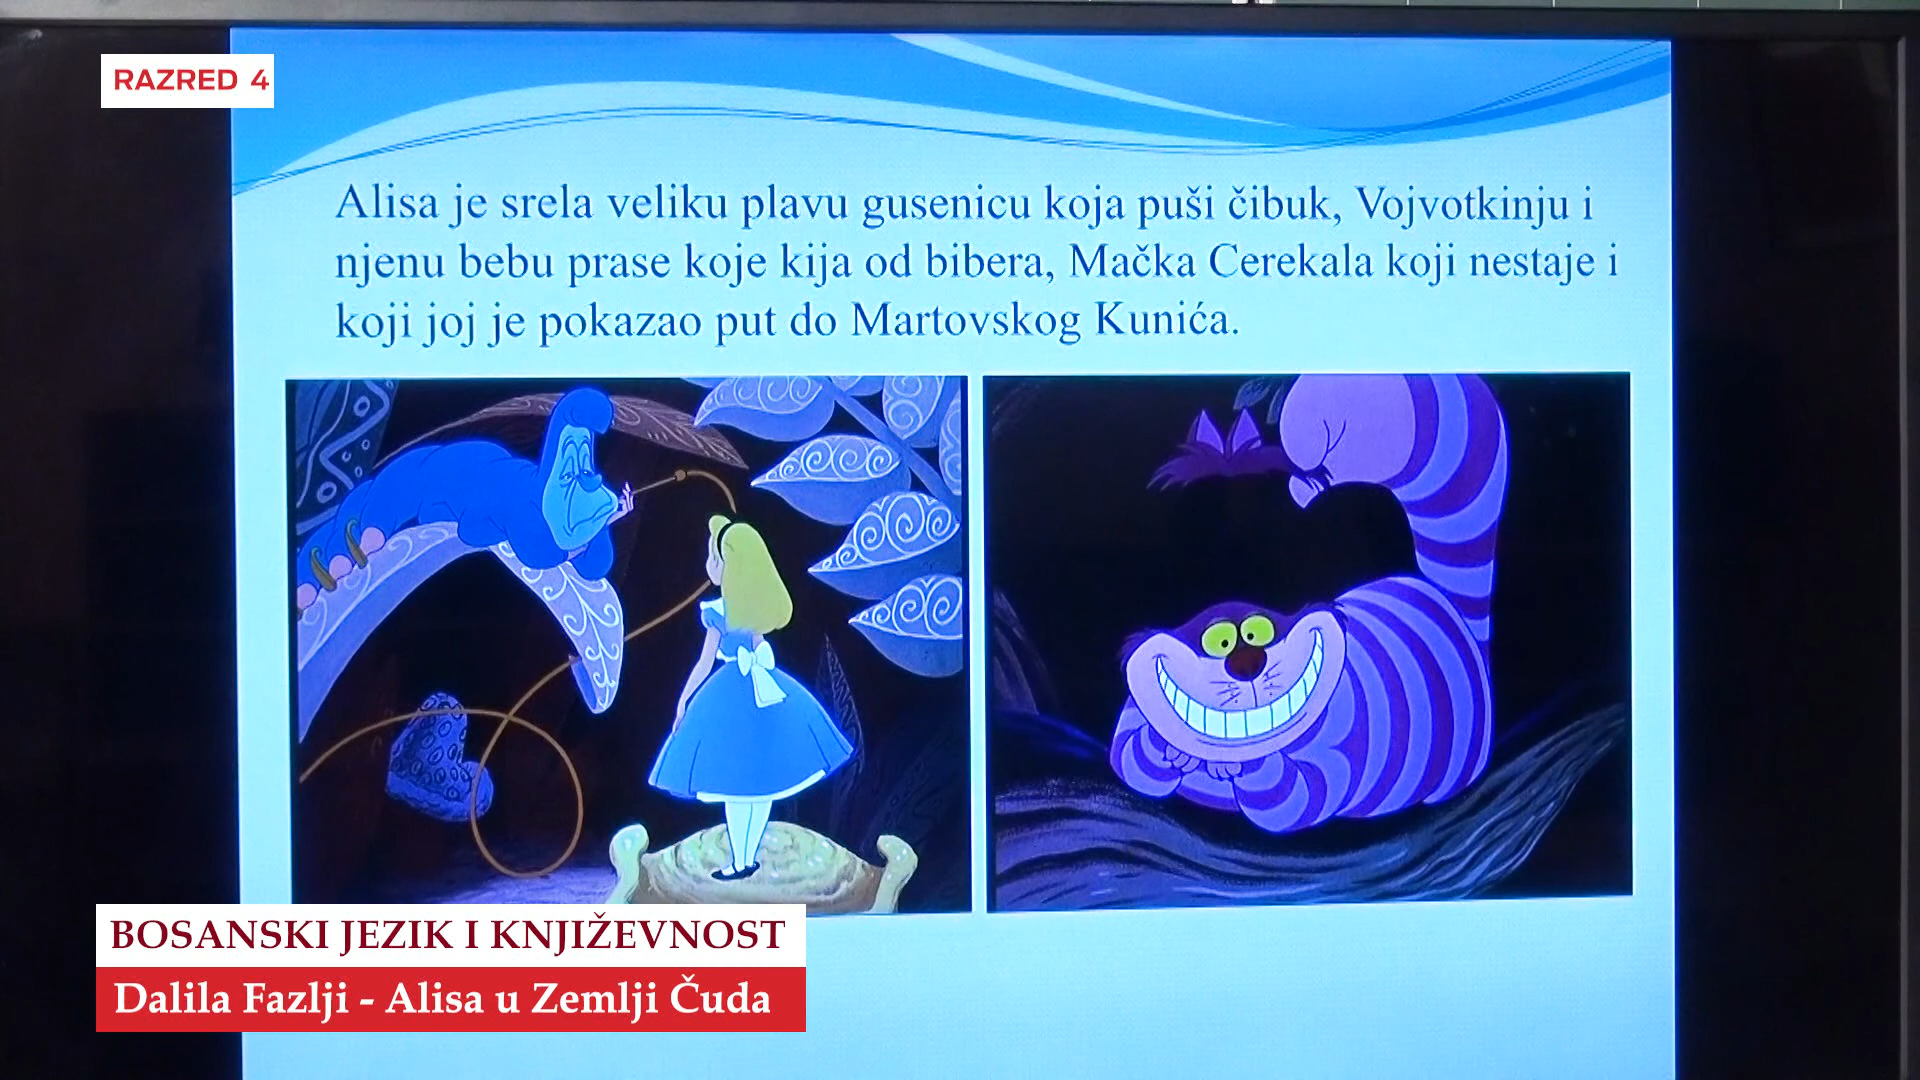 RAZRED 4
Alisa je srela veliku plavu gusenicu koja puši čibuk, Vojvotkinju i
njenu bebu prase koje kija od bibera, Mačka Cerekala koji nestaje i
koji joj je pokazao put do Martovskog Kunića.
BOSANSKI JEZIK I KNJIŽEVNOST
Dalila Fazlji - Alisa u Zemlji Čuda